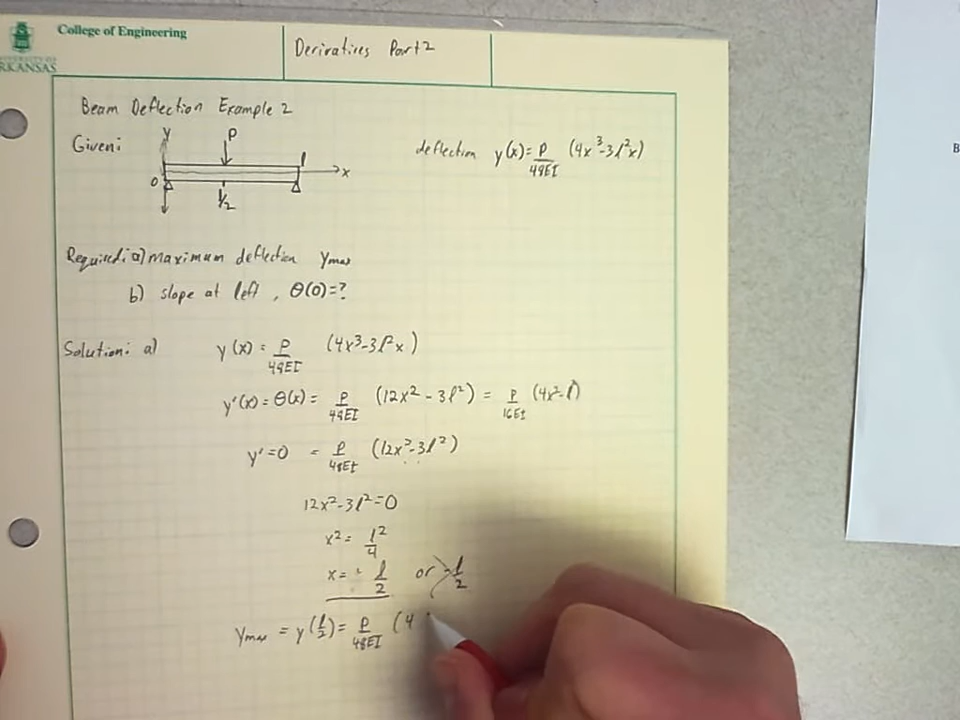 College of Engineering
RKANSAS
Derivatives Part 2
Beam Deflection Example 2
Given:
y
P
l
x
0
l/2
deflection y(x)= P/48EI (4x³-3l²x)
Required: a) maximum deflection ymax
b) slope at left, θ(0)=?
Solution: a) y(x) = P/48EI (4x³-3l²x)
y'(x) = θ(x) = P/48EI (12x² - 3l²) = P/16EI (4x²-l)
y'=0 = P/48EI (12x²-3l²)
12x²-3l²=0
x² = l²/4
x = l/2 or -l/2
ymax = y(l/2) = P/48EI (4
B